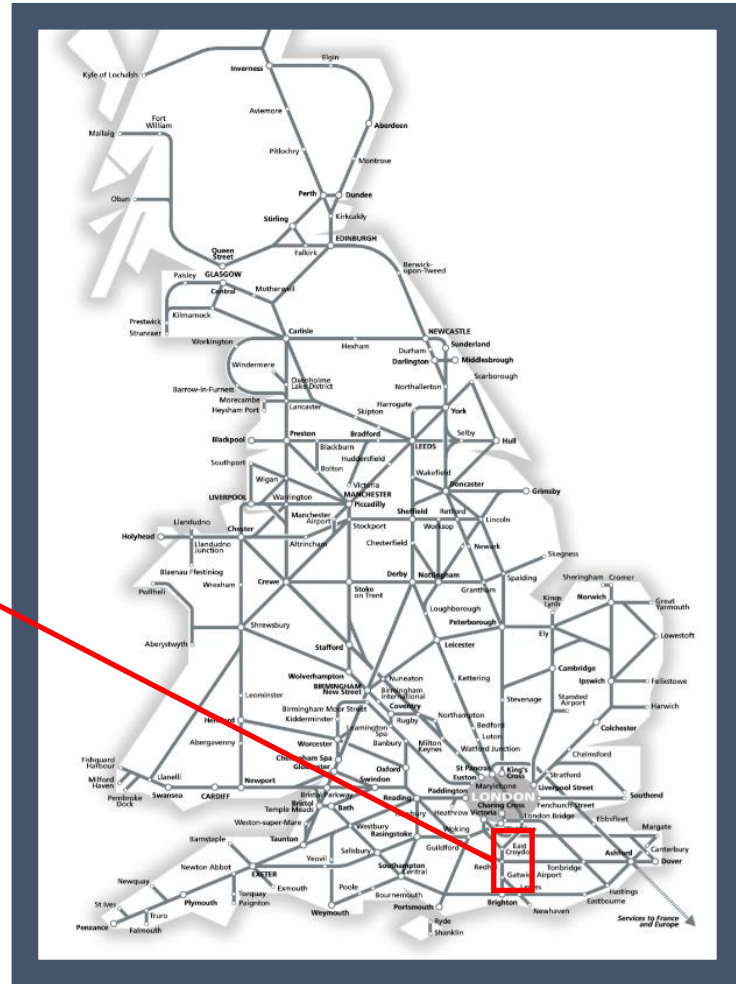 Kyle of Lochalsh
Inverness
Elgin
Aviemore
Aberdeen
Fort
William
Mallaig
Pitlochry
Montrose
Oban
Perth
Dundee
Stirling
Kirkcaldy
Falkirk
EDINBURGH
Queen
Street
GLASGOW
Central
Paisley
Motherwell
Berwick-
upon-Tweed
Prestwick
Stranraer
Kilmarnock
Carlisle
Hexham
NEWCASTLE
Sunderland
Workington
Durham
Darlington
Middlesbrough
Windermere
Oxenholme
Lake District
Northallerton
Scarborough
Barrow-in-Furness
Morecambe
Heysham Port
Lancaster
Skipton
Harrogate
York
Blackpool
Preston
Blackburn
Bradford
LEEDS
Selby
Hull
Southport
Bolton
Huddersfield
Wakefield
Wigan
Victoria
MANCHESTER
Piccadilly
Doncaster
Grimsby
LIVERPOOL
Warrington
Manchester
Airport
Stockport
Sheffield
Retford
Worksop
Lincoln
Holyhead
Llandudno
Llandudno
Junction
Chester
Altrincham
Chesterfield
Newark
Skegness
Blaenau Ffestiniog
Pwllheli
Wrexham
Crewe
Stoke
on Trent
Derby
Nottingham
Grantham
Spalding
Sheringham
Cromer
Kings
Lynn
Norwich
Great
Yarmouth
Loughborough
Peterborough
Ely
Lowestoft
Aberystwyth
Shrewsbury
Stafford
Leicester
Wolverhampton
BIRMINGHAM
New Street
Nuneaton
Birmingham
International
Kettering
Cambridge
Ipswich
Felixstowe
Leominster
Birmingham Moor Street
Kidderminster
Coventry
Rugby
Northampton
Stevenage
Stansted
Airport
Harwich
Hereford
Leamington
Spa
Bedford
Luton
Colchester
Abergavenny
Worcester
Banbury
Milton
Keynes
Watford Junction
Chelmsford
Fishguard
Harbour
Cheltenham Spa
Gloucester
Oxford
St Pancras
Euston
King's
Cross
Stratford
Milford
Haven
Llanelli
Newport
Swindon
Marylebone
Liverpool Street
Pembroke
Dock
Swansea
CARDIFF
Bristol Parkway
Bristol
Temple Meads
Bath
Reading
Paddington
LONDON
Fenchurch Street
Southend
Newbury
Heathrow
Victoria
Charing Cross
London Bridge
Ebbsfleet
Weston-super-Mare
Westbury
Basingstoke
Woking
Margate
Barnstaple
Taunton
Salisbury
Guildford
East
Croydon
Canterbury
Newton Abbot
EXETER
Yeovil
Southampton
Central
Gatwick Airport
Tonbridge
Ashford
Dover
Newquay
Exmouth
Poole
Bournemouth
Hastings
St Ives
Plymouth
Torquay
Paignton
Weymouth
Portsmouth
Brighton
Newhaven
Eastbourne
Truro
Falmouth
Penzance
Ryde
Shanklin
Services to France
and Europe